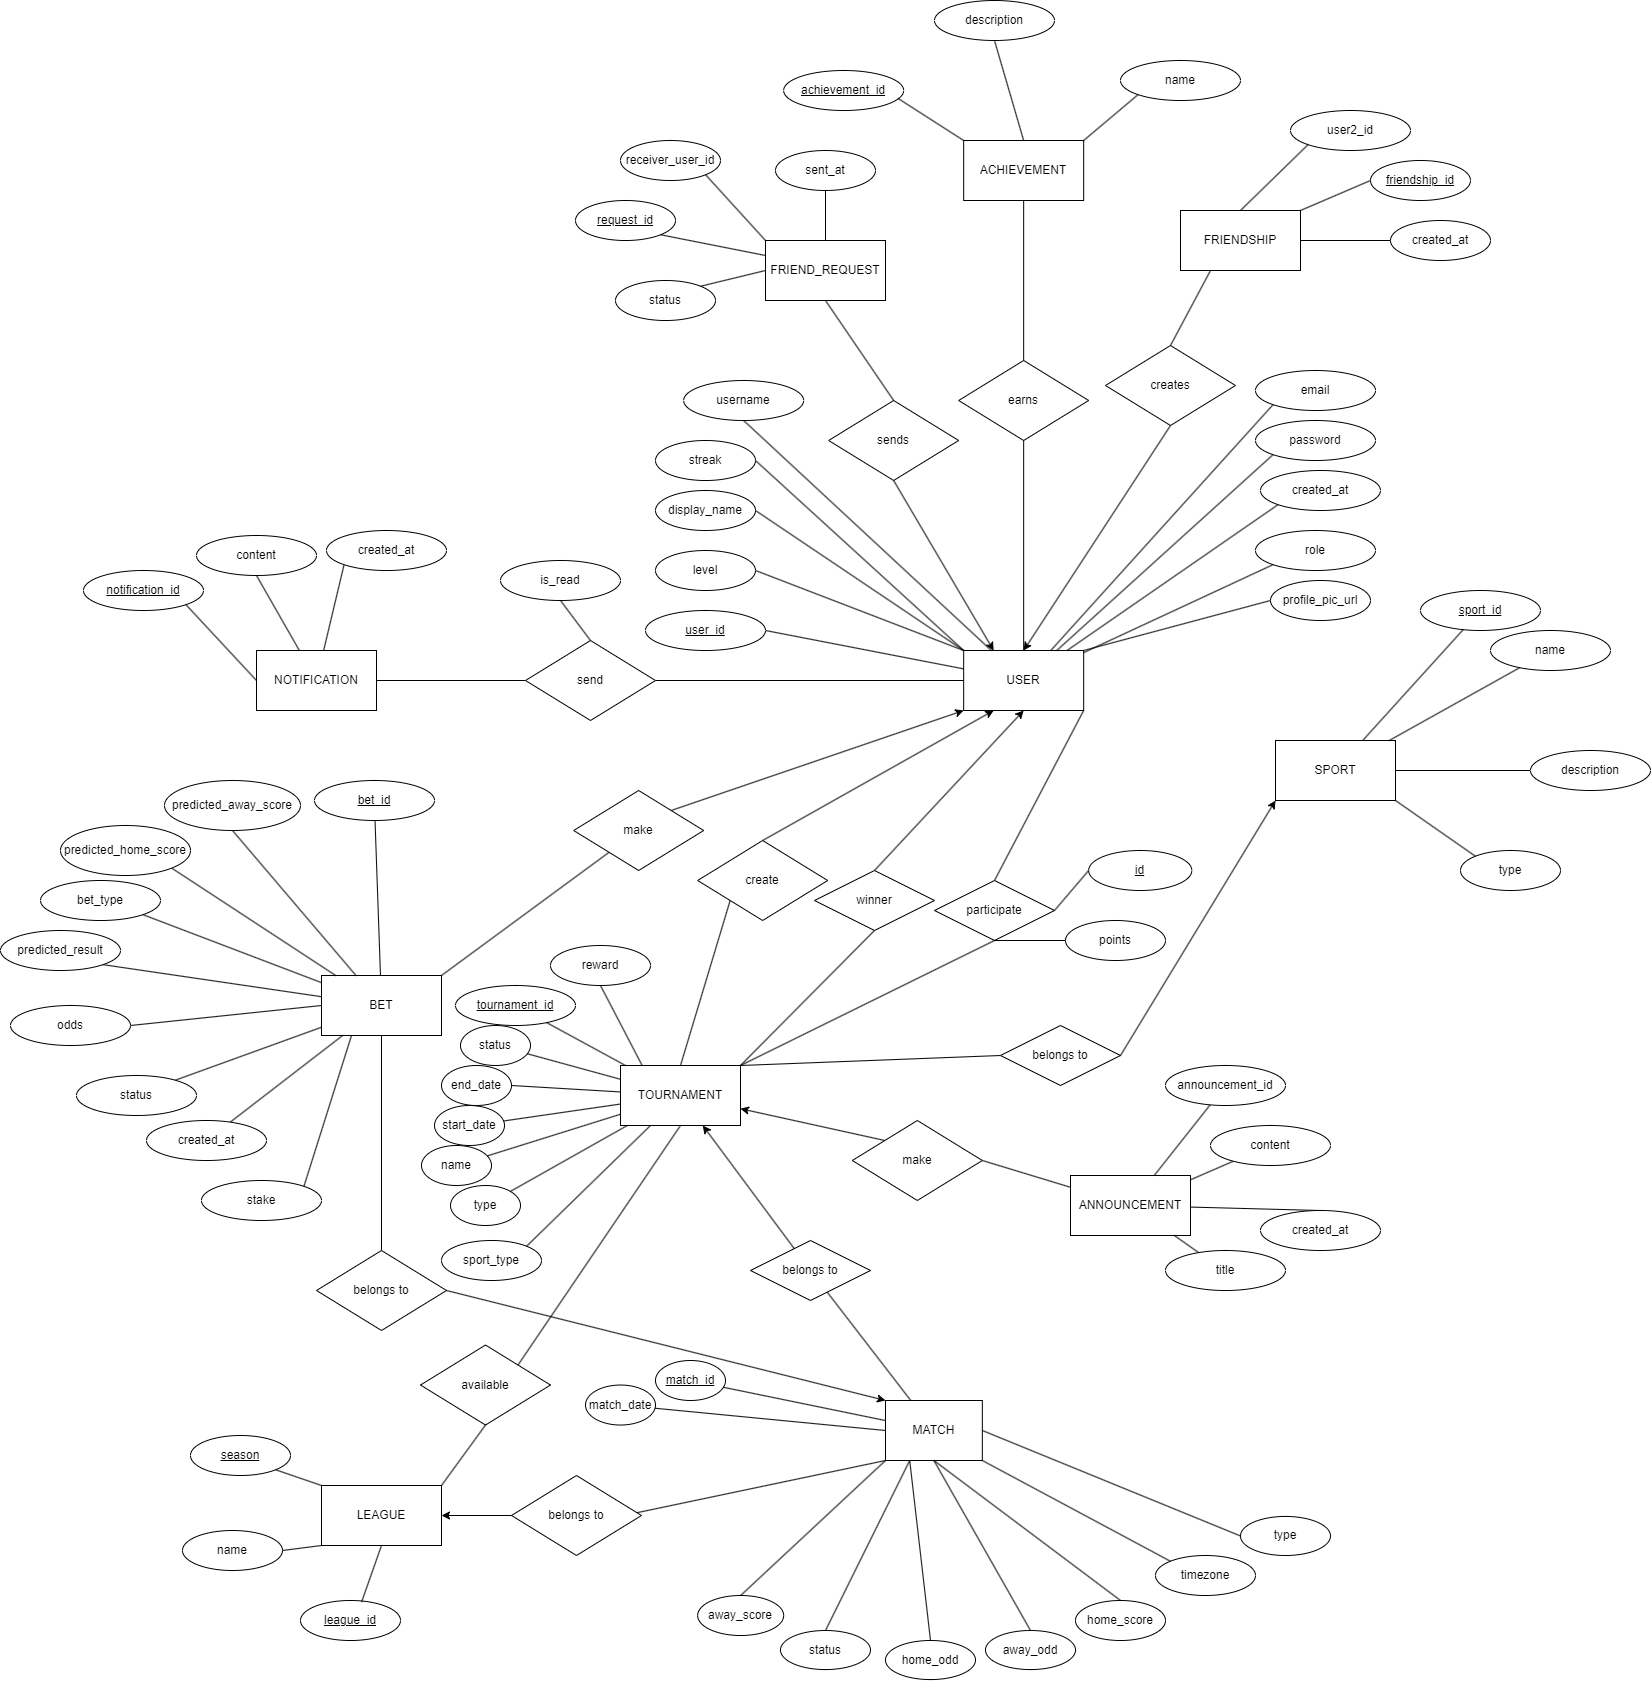 description
name
achievement_id
user2_id
receiver_user_id
sent_at
ACHIEVEMENT
friendship_id
request_id
FRIENDSHIP
created_at
FRIEND_REQUEST
status
username
earns
creates
email
sends
password
streak
display_name
created_at
content
created_at
role
level
notification_id
is_read
profile_pic_url
user_id
sport_id
name
NOTIFICATION
send
USER
SPORT
description
predicted_away_score
bet_id
make
predicted_home_score
id
type
bet_type
create
winner
participate
points
predicted_result
reward
BET
tournament_id
odds
status
belongs to
end_date
announcement_id
status
TOURNAMENT
start_date
created_at
content
name
make
stake
type
ANNOUNCEMENT
created_at
sport_type
belongs to
title
belongs to
available
match_id
match_date
MATCH
season
LEAGUE
belongs to
type
name
timezone
away_score
home_score
league_id
status
home_odd
away_odd